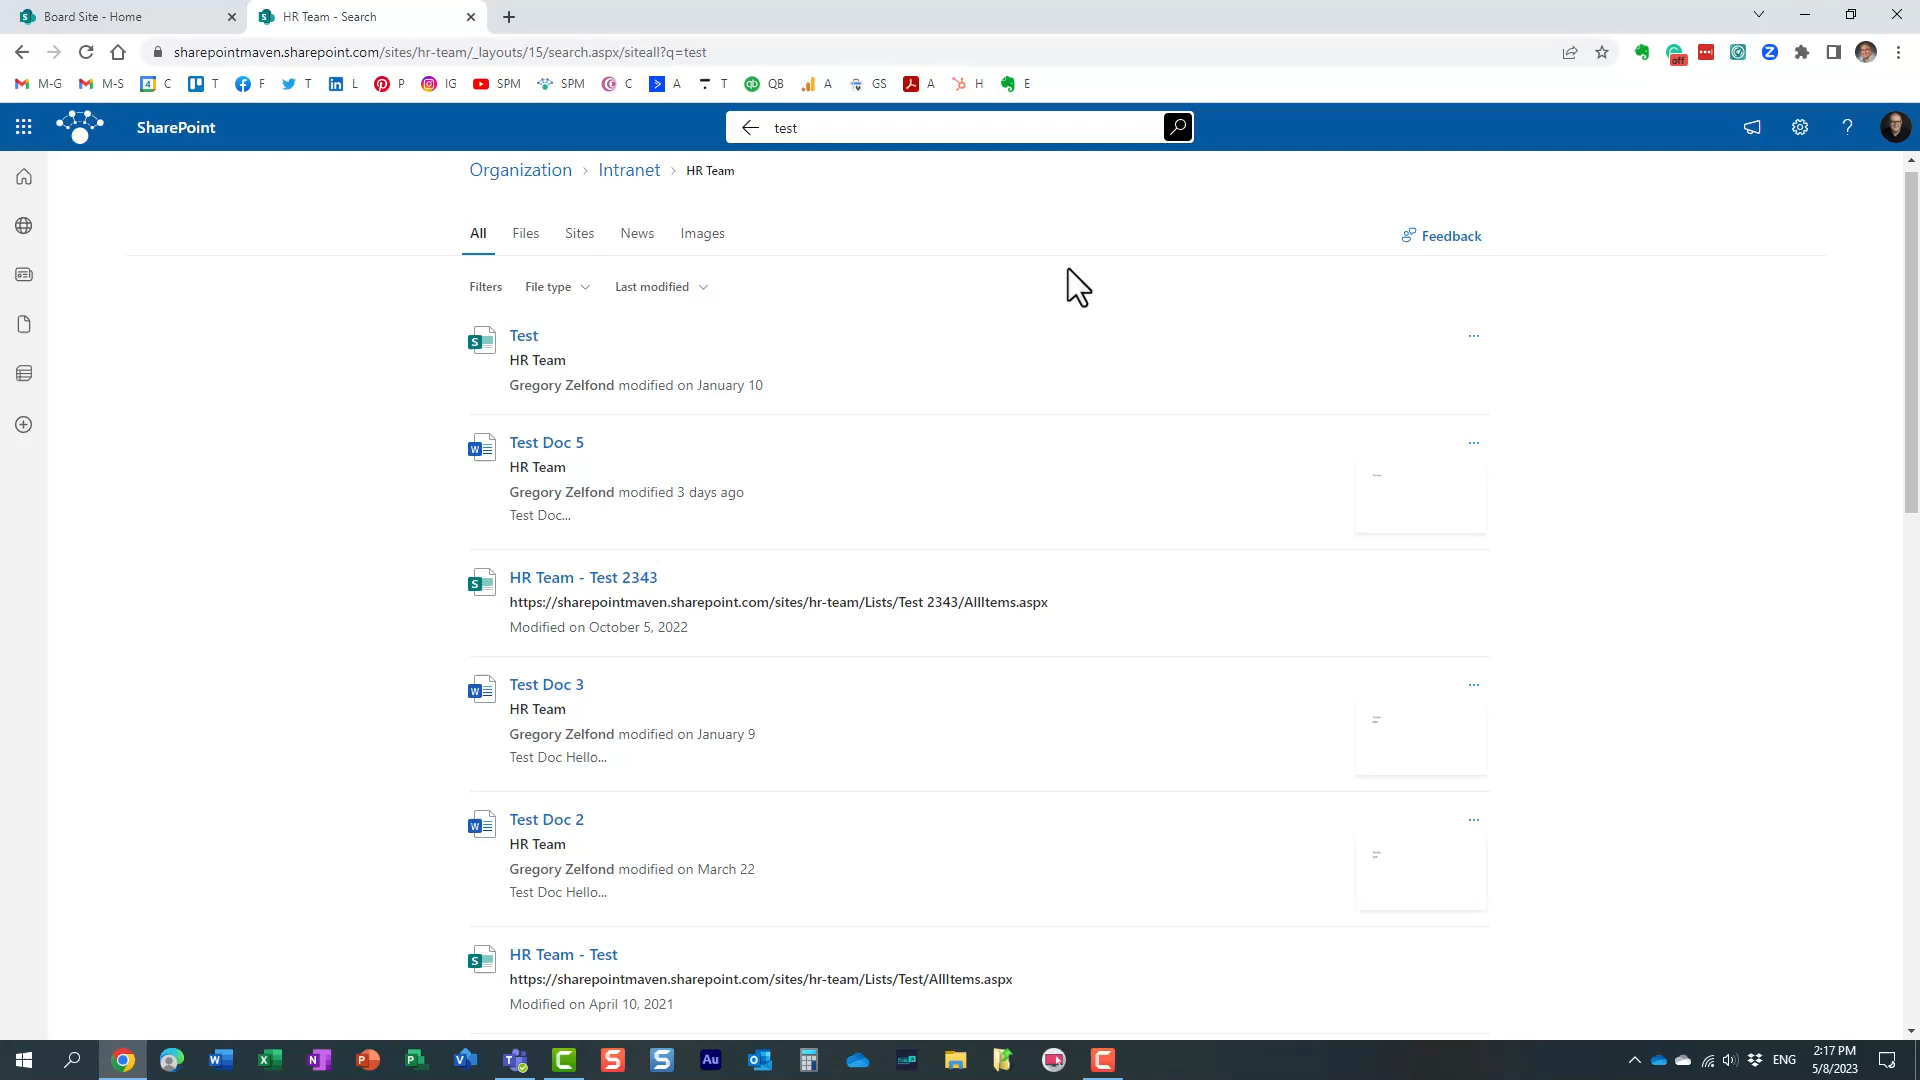 Board Site - Home
HR Team - Search
sharepointmaven.sharepoint.com/sites/hr-team/_layouts/15/search.aspx/siteall?q=test
off
M-G M-S 4 C T F T L P IG SPM SPM C A T QB A GS A H E
SharePoint
test
Organization > Intranet > HR Team
All Files Sites News Images
Feedback
Filters File type Last modified
Test
HR Team
Gregory Zelfond modified on January 10
Test Doc 5
HR Team
Gregory Zelfond modified 3 days ago
Test Doc...
HR Team - Test 2343
https://sharepointmaven.sharepoint.com/sites/hr-team/Lists/Test 2343/AllItems.aspx
Modified on October 5, 2022
Test Doc 3
HR Team
Gregory Zelfond modified on January 9
Test Doc Hello...
Test Doc 2
HR Team
Gregory Zelfond modified on March 22
Test Doc Hello...
HR Team - Test
https://sharepointmaven.sharepoint.com/sites/hr-team/Lists/Test/AllItems.aspx
Modified on April 10, 2021
ENG
2:17 PM
5/8/2023